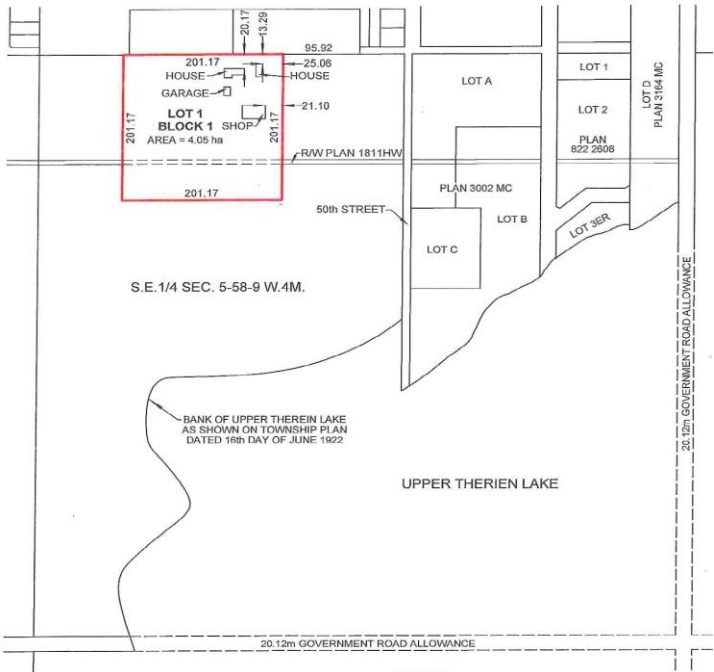 20.17
13.29
95.92
201.17
25.06
HOUSE
HOUSE
GARAGE
LOT 1
BLOCK 1
AREA = 4.05 ha
SHOP
21.10
201.17
201.17
R/W PLAN 1811HW
201.17
LOT A
LOT 1
LOT 2
PLAN
822 2608
LOT D
PLAN 3164 MC
PLAN 3002 MC
50th STREET
LOT B
LOT C
LOT 3ER
S.E.1/4 SEC. 5-58-9 W.4M.
BANK OF UPPER THEREIN LAKE
AS SHOWN ON TOWNSHIP PLAN
DATED 16th DAY OF JUNE 1922
UPPER THERIEN LAKE
20.12m GOVERNMENT ROAD ALLOWANCE
20.12m GOVERNMENT ROAD ALLOWANCE